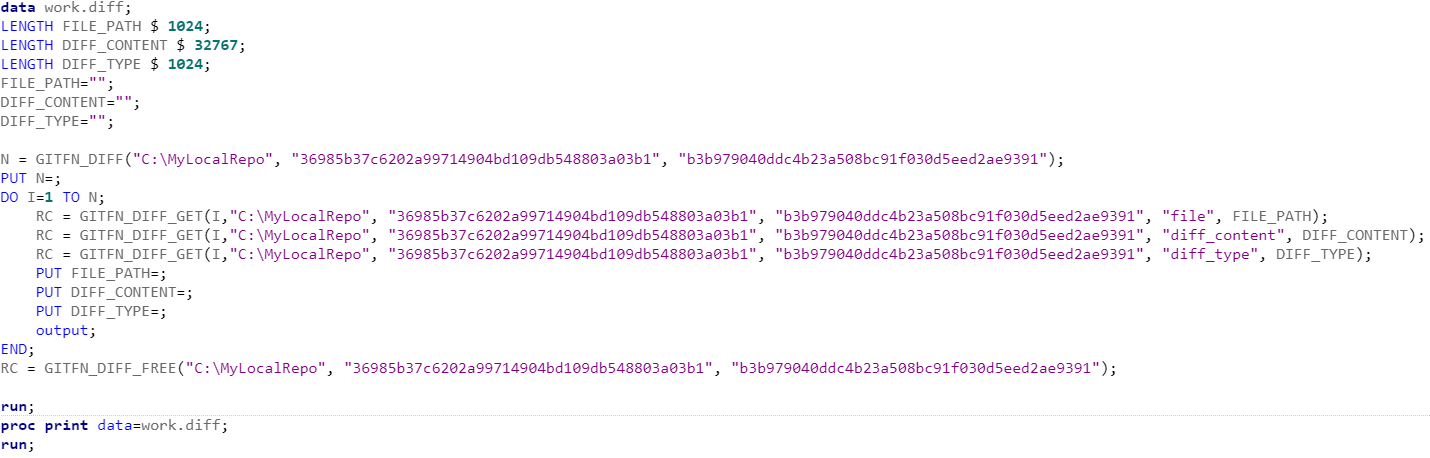 data work.diff;
LENGTH FILE_PATH $ 1024;
LENGTH DIFF_CONTENT $ 32767;
LENGTH DIFF_TYPE $ 1024;
FILE_PATH="";
DIFF_CONTENT="";
DIFF_TYPE="";

N = GITFN_DIFF("C:\MyLocalRepo", "36985b37c6202a99714904bd109db548803a03b1", "b3b979040ddc4b23a508bc91f030d5eed2ae9391");
PUT N=;
DO I=1 TO N;
    RC = GITFN_DIFF_GET(I,"C:\MyLocalRepo", "36985b37c6202a99714904bd109db548803a03b1", "b3b979040ddc4b23a508bc91f030d5eed2ae9391", "file", FILE_PATH);
    RC = GITFN_DIFF_GET(I,"C:\MyLocalRepo", "36985b37c6202a99714904bd109db548803a03b1", "b3b979040ddc4b23a508bc91f030d5eed2ae9391", "diff_content", DIFF_CONTENT);
    RC = GITFN_DIFF_GET(I,"C:\MyLocalRepo", "36985b37c6202a99714904bd109db548803a03b1", "b3b979040ddc4b23a508bc91f030d5eed2ae9391", "diff_type", DIFF_TYPE);
    PUT FILE_PATH=;
    PUT DIFF_CONTENT=;
    PUT DIFF_TYPE=;
    output;
END;
RC = GITFN_DIFF_FREE("C:\MyLocalRepo", "36985b37c6202a99714904bd109db548803a03b1", "b3b979040ddc4b23a508bc91f030d5eed2ae9391");

run;
proc print data=work.diff;
run;